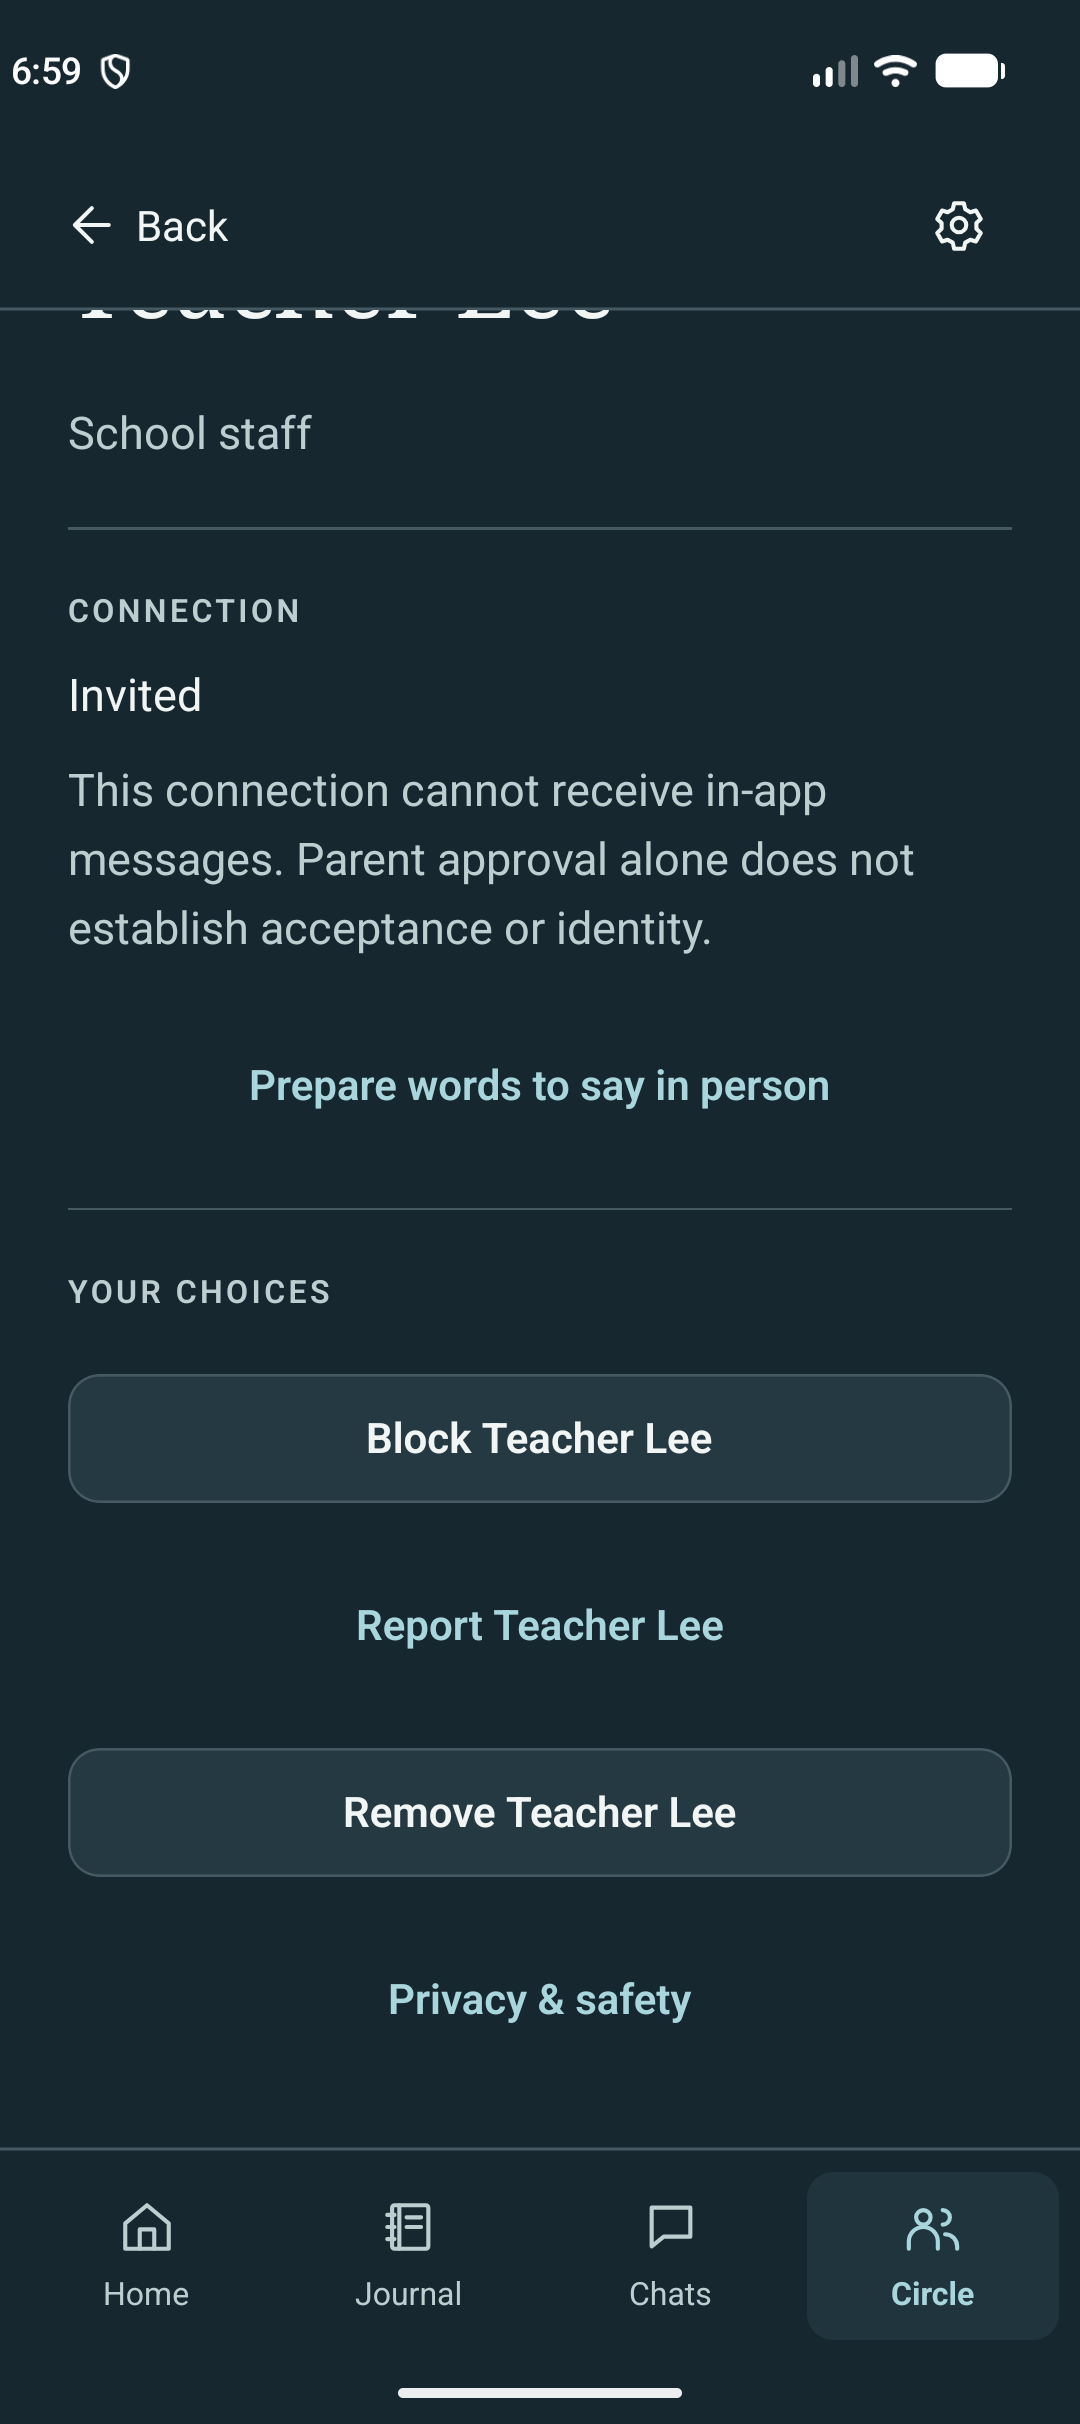 6:59
Back
Teacher Lee
School staff
CONNECTION
Invited
This connection cannot receive in-app
messages. Parent approval alone does not
establish acceptance or identity.
Prepare words to say in person
YOUR CHOICES
Block Teacher Lee
Report Teacher Lee
Remove Teacher Lee
Privacy & safety
Home
Journal
Chats
Circle